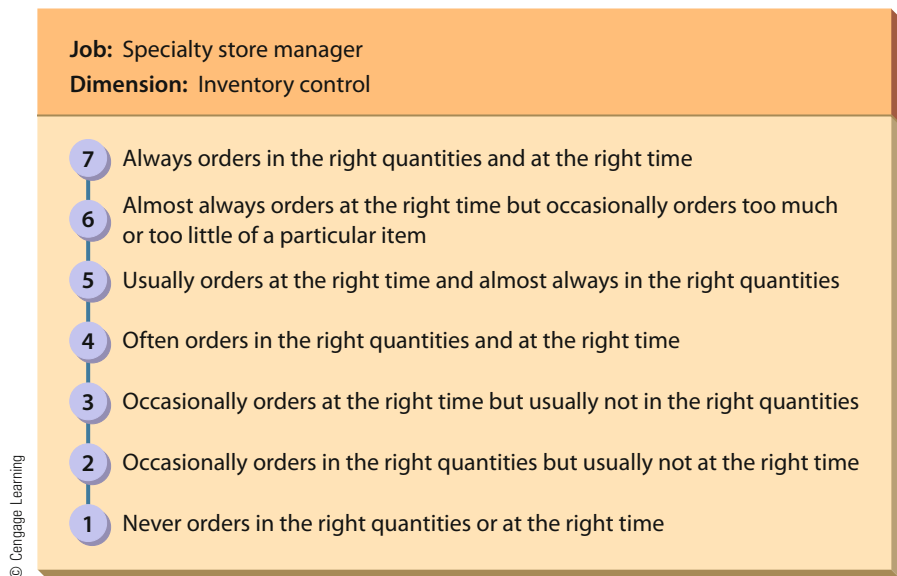 Job: Specialty store manager
Dimension: Inventory control
7 Always orders in the right quantities and at the right time
6 Almost always orders at the right time but occasionally orders too much
or too little of a particular item
5 Usually orders at the right time and almost always in the right quantities
4 Often orders in the right quantities and at the right time
3 Occasionally orders at the right time but usually not in the right quantities
2 Occasionally orders in the right quantities but usually not at the right time
1 Never orders in the right quantities or at the right time
© Cengage Learning